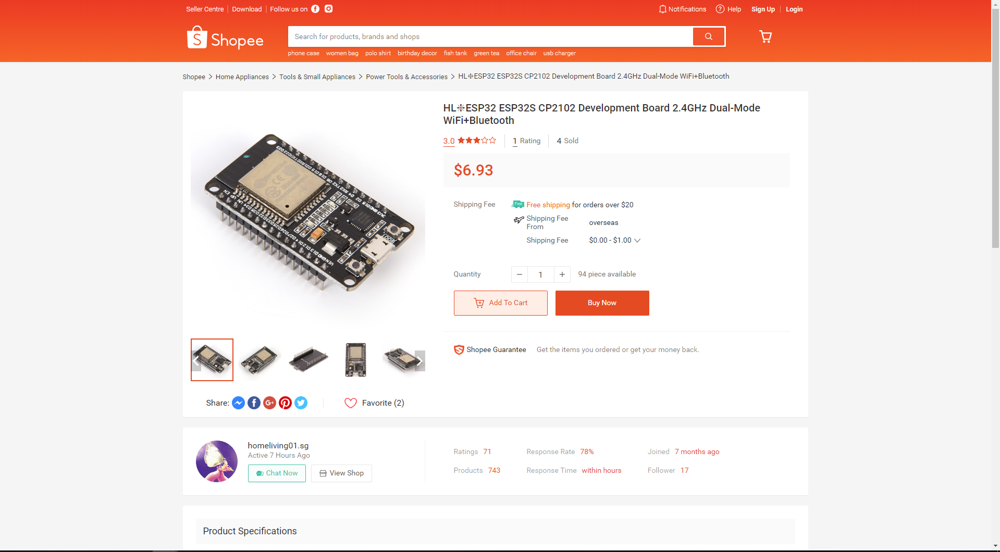 Seller Centre
Download
Follow us on
Notifications
Help
Sign Up
Login
Shopee
Search for products, brands and shops
phone case women bag polo shirt birthday decor fish tank green tea office chair usb charger
Shopee > Home Appliances > Tools & Small Appliances > Power Tools & Accessories > HL❈ESP32 ESP32S CP2102 Development Board 2.4GHz Dual-Mode WiFi+Bluetooth
HL❈ESP32 ESP32S CP2102 Development Board 2.4GHz Dual-Mode
WiFi+Bluetooth
3.0
1 Rating
4 Sold
$6.93
Shipping Fee
Free
Free shipping for orders over $20
Shipping Fee
From
overseas
Shipping Fee
$0.00 - $1.00
Quantity
1
94 piece available
Add To Cart
Buy Now
Shopee Guarantee
Get the items you ordered or get your money back.
Share:
Favorite (2)
homeliving01.sg
Active 7 Hours Ago
Chat Now
View Shop
Ratings 71
Response Rate 78%
Joined 7 months ago
Products 743
Response Time within hours
Follower 17
Product Specifications